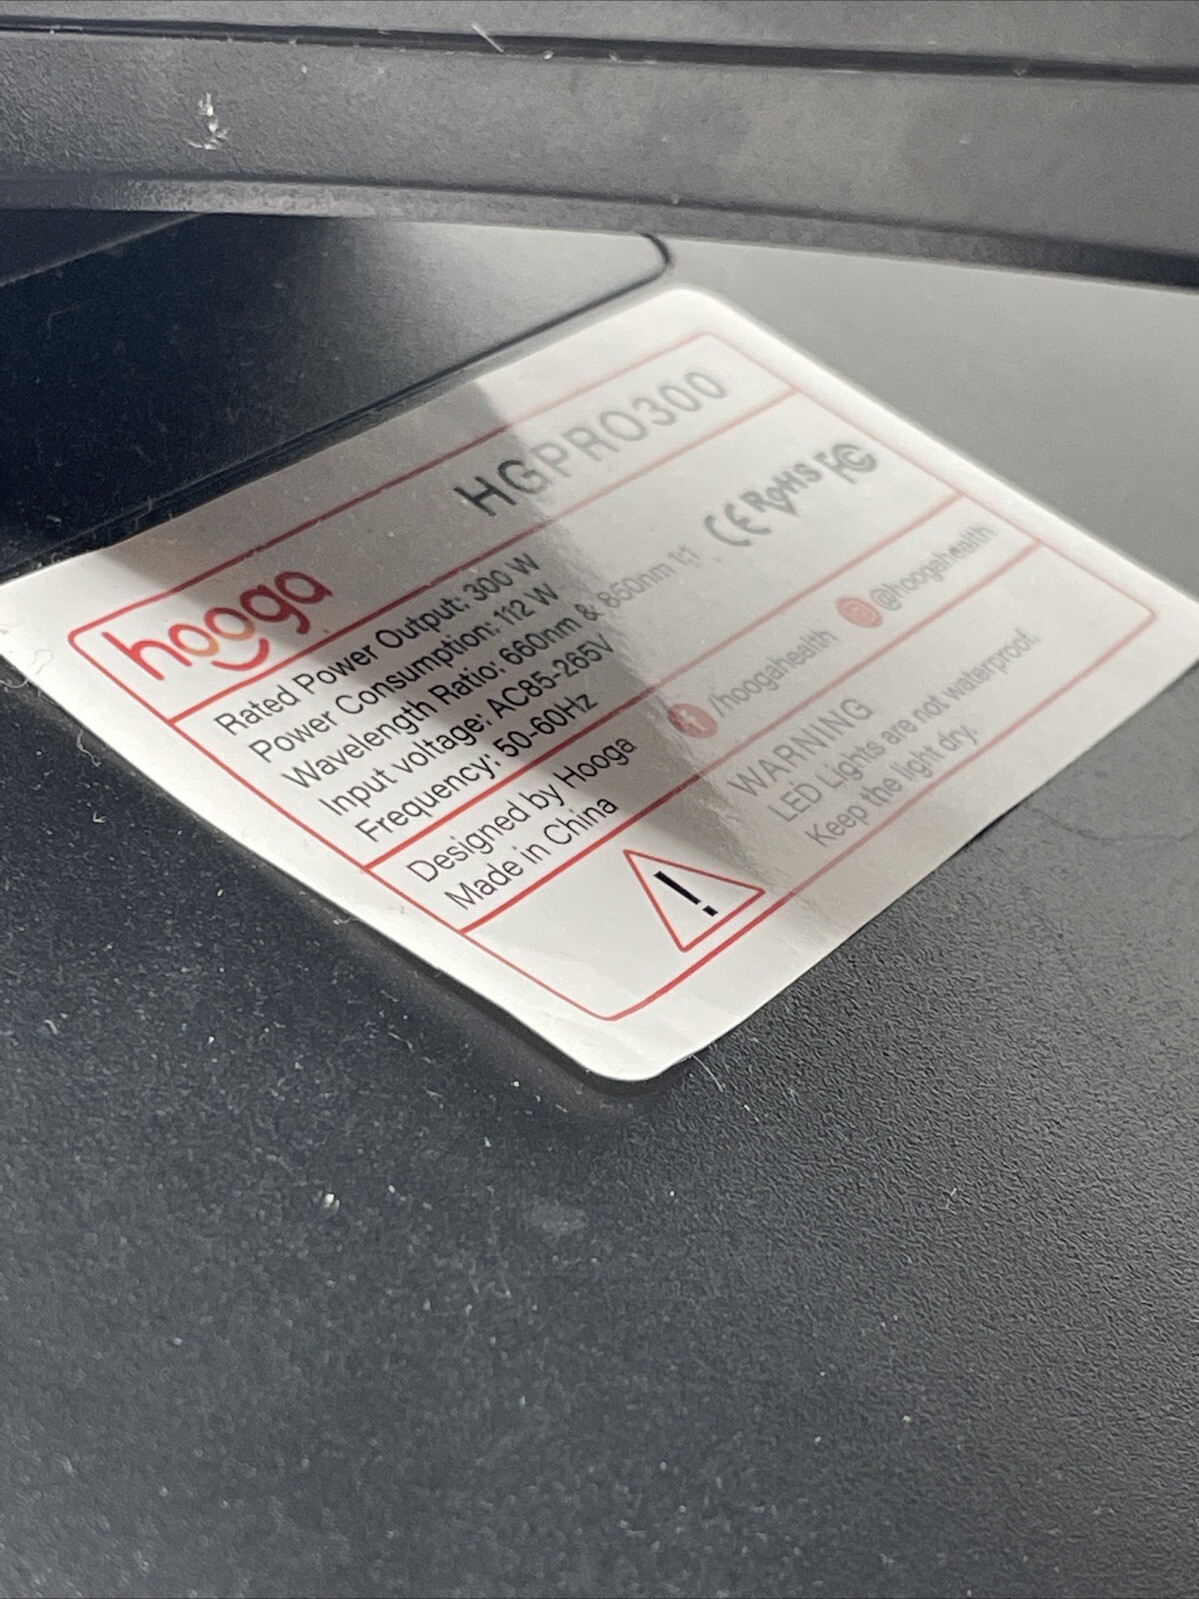 hooga
HGPRO300
Rated Power Output: 300 W
Power Consumption: 112 W
Wavelength Ratio: 660nm & 850nm 1:1
Input voltage: AC85-265V
Frequency: 50-60Hz
CE RoHS FC
Designed by Hooga
Made in China
/hoogahealth
@hoogahealth
!
WARNING
LED Lights are not waterproof.
Keep the light dry.